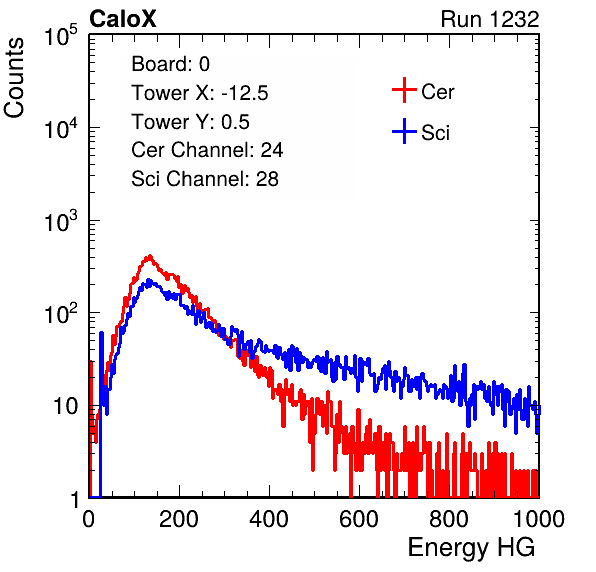 CaloX Run 1232
10^5
Counts
Board: 0
Tower X: -12.5
Tower Y: 0.5
Cer Channel: 24
Sci Channel: 28
Cer
Sci
10^4
10^3
10^2
10
1
0 200 400 600 800 1000
Energy HG